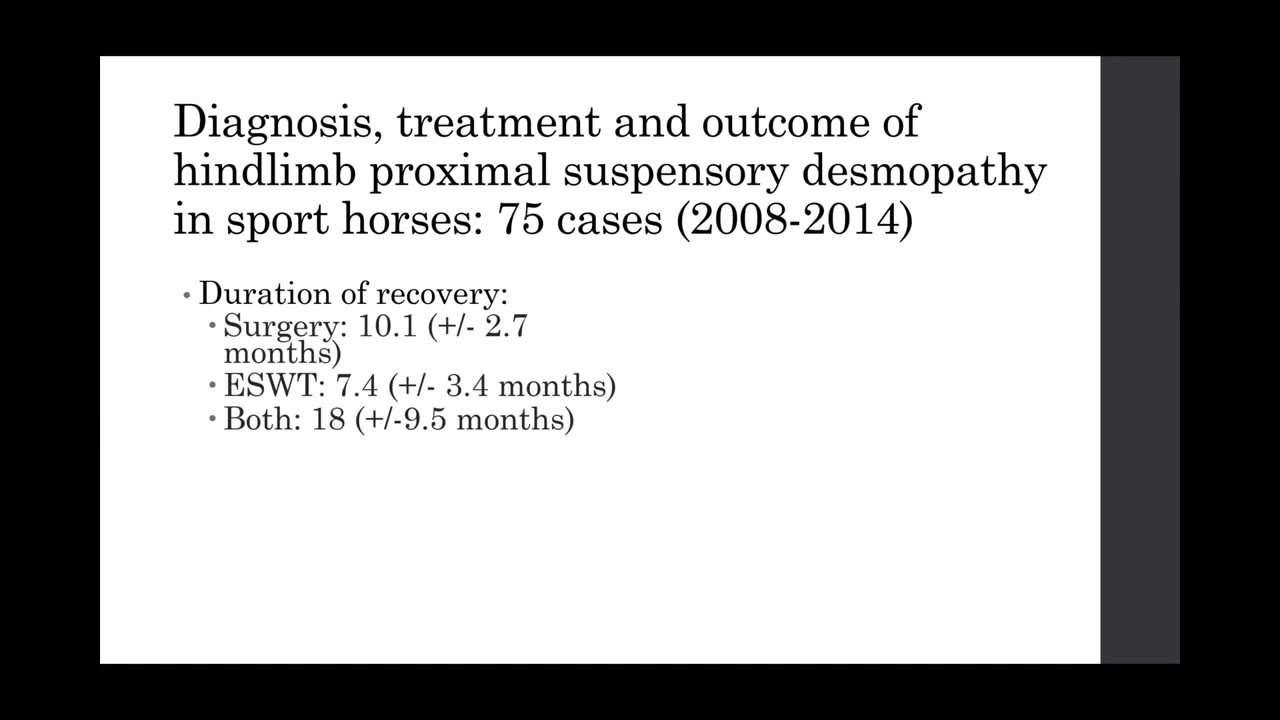 Diagnosis, treatment and outcome of
hindlimb proximal suspensory desmopathy
in sport horses: 75 cases (2008-2014)
• Duration of recovery:
• Surgery: 10.1 (+/- 2.7
months)
• ESWT: 7.4 (+/- 3.4 months)
• Both: 18 (+/-9.5 months)